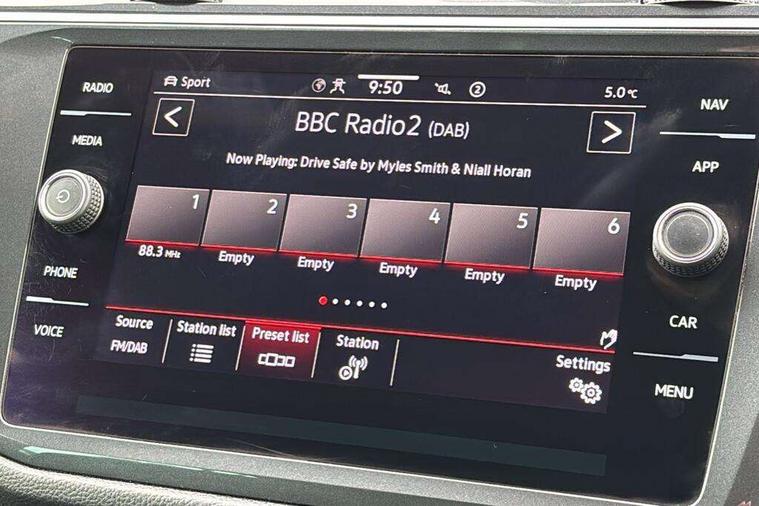 RADIO
MEDIA
PHONE
VOICE
Sport
9:50
2
5.0 °C
BBC Radio2 (DAB)
Now Playing: Drive Safe by Myles Smith & Niall Horan
1 2 3 4 5 6
88.3 MHz Empty Empty Empty Empty Empty
Source
FM/DAB
Station list
Preset list
Station
Settings
NAV
APP
CAR
MENU